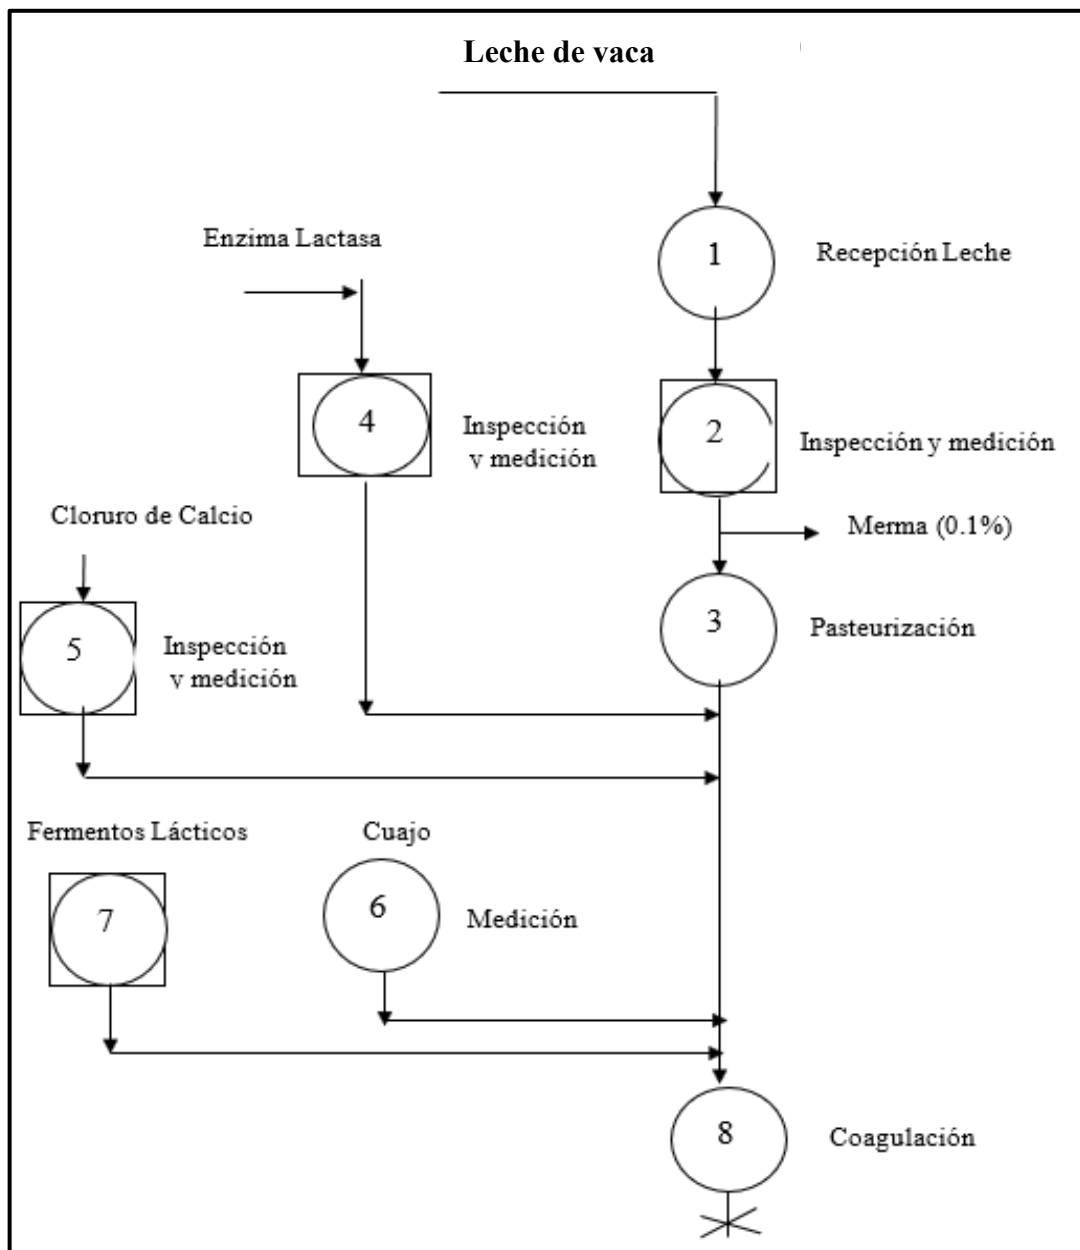 Leche de vaca
Enzima Lactasa
1
Recepción Leche
4
Inspección
y medición
2
Inspección y medición
Cloruro de Calcio
Merma (0.1%)
5
Inspección
y medición
3
Pasteurización
Fermentos Lácticos
Cuajo
7
6
Medición
8
Coagulación